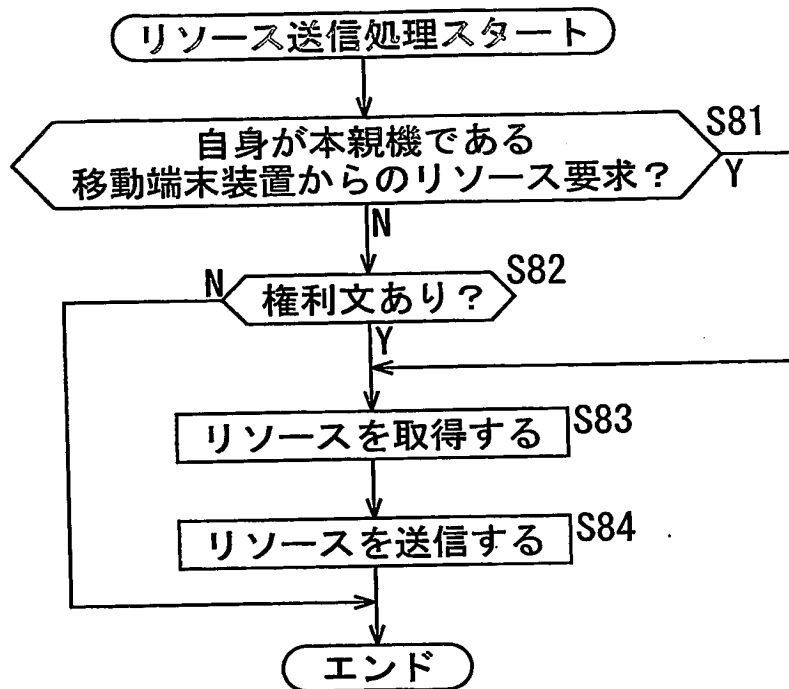 リソース送信処理スタート
S81
自身が本親機である
移動端末装置からのリソース要求？
Y
N
S82
N
権利文あり？
Y
リソースを取得する
S83
リソースを送信する
S84
エンド